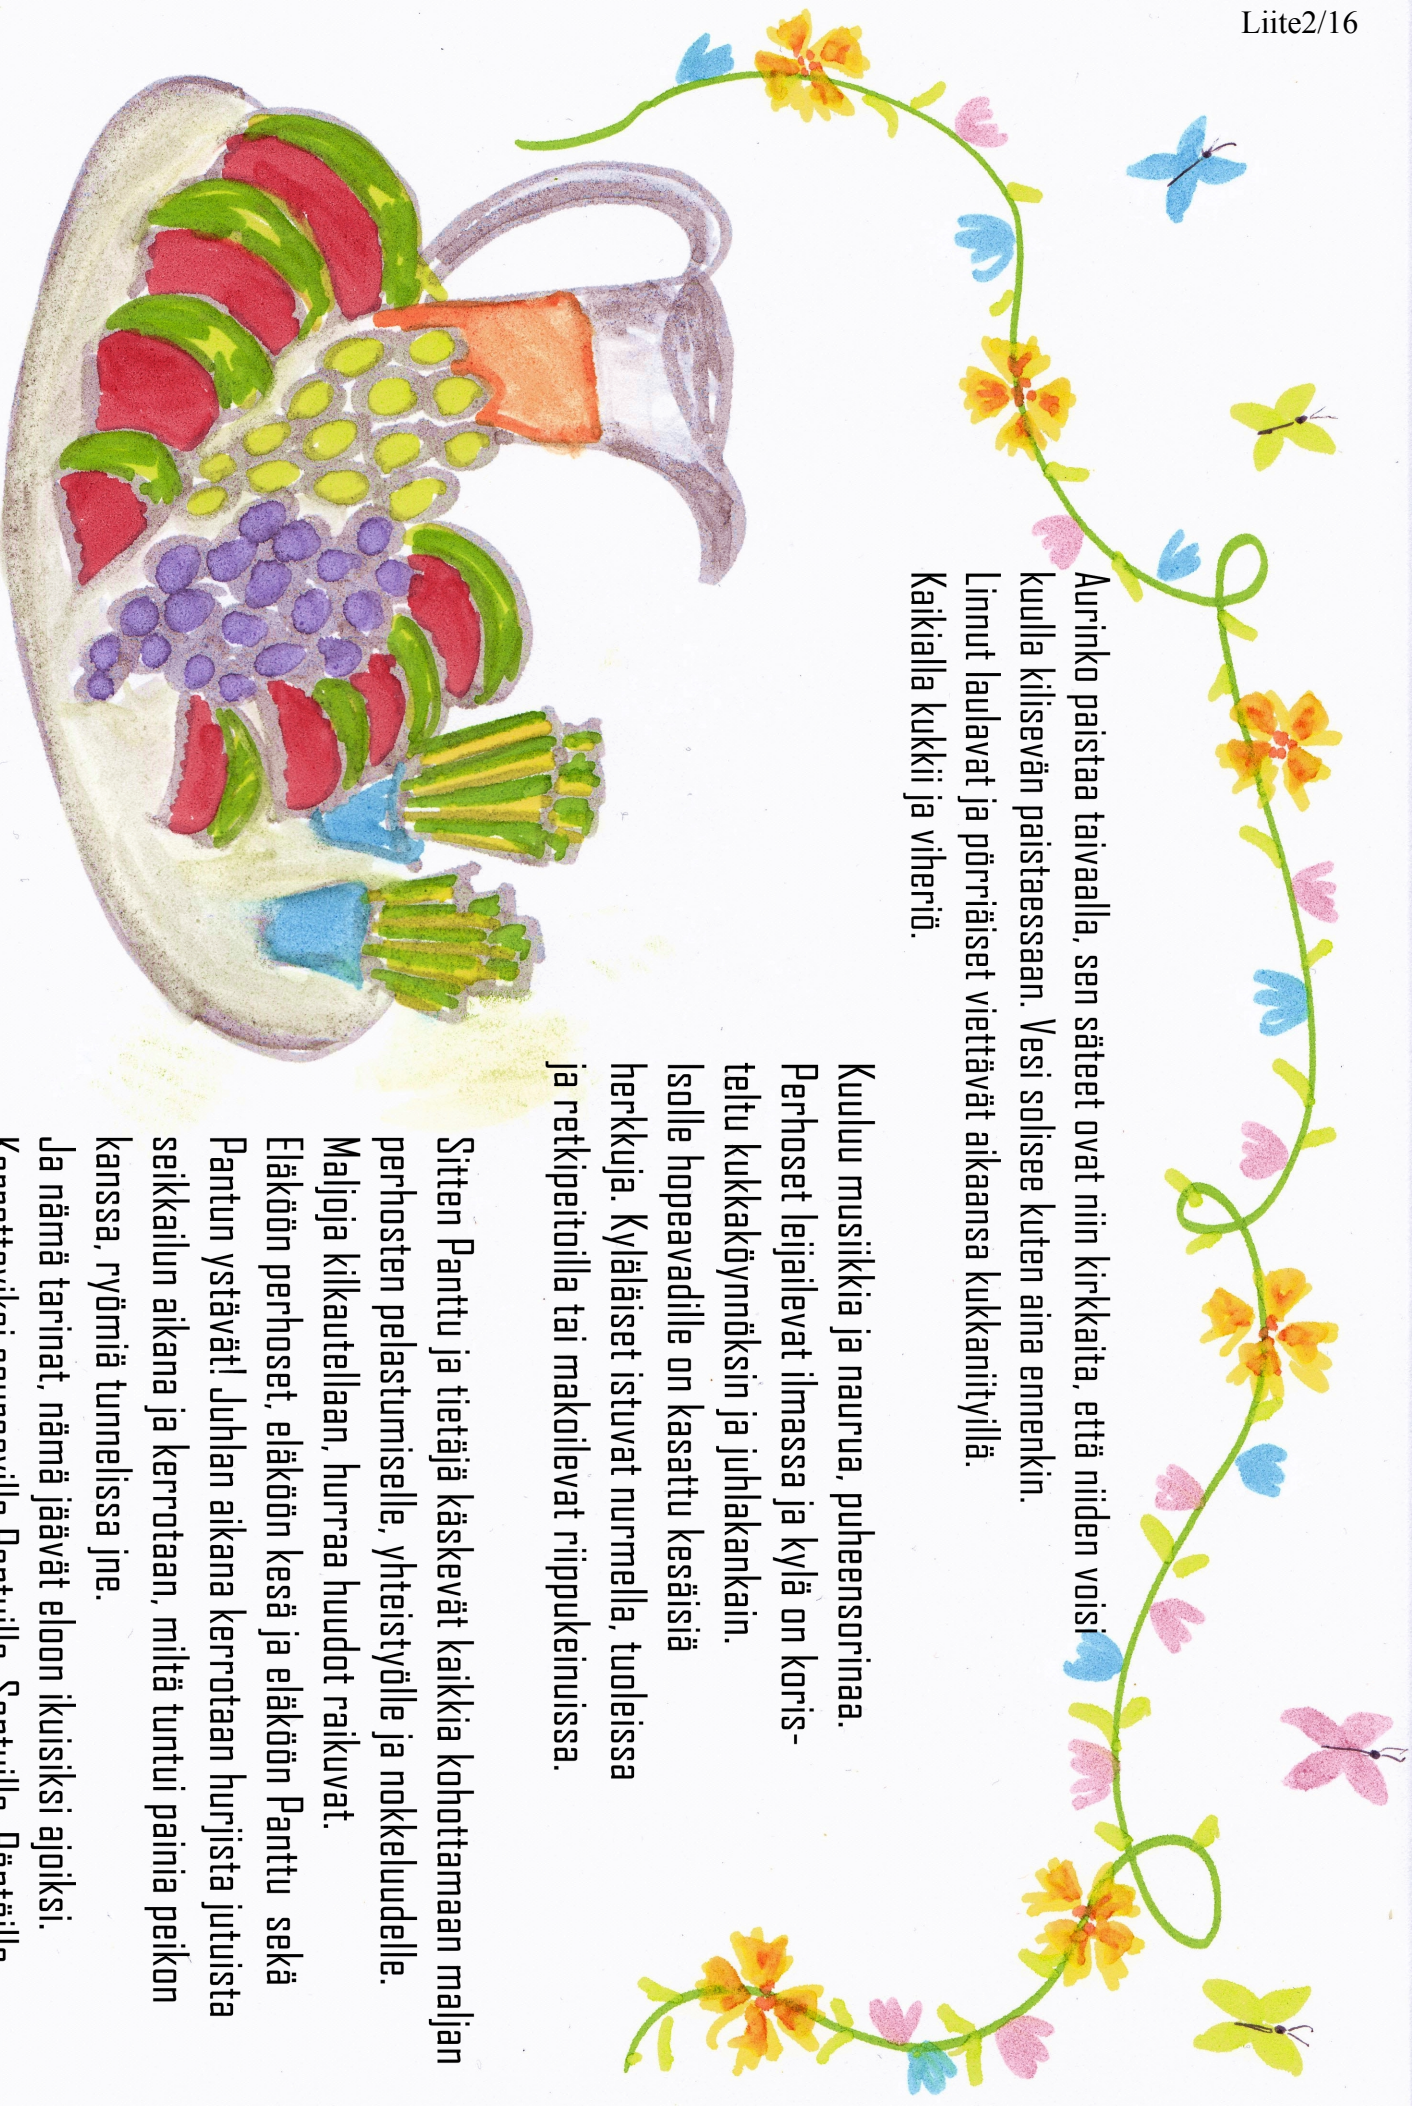 Liite2/16
Aurinko paistaa taivaalla, sen säteet ovat niin kirkkaita, että niiden voisi
kuulla kilisevän paistaessaan. Vesi solisee kuten aina ennenkin.
Linnut laulavat ja pörriäiset viettävät aikaansa kukkaniityillä.
Kaikialla kukkii ja viheriö.
Kuuluu musiikkia ja naurua, puheensorinaa.
Perhoset leijailevat ilmassa ja kylä on koris-
teltu kukkaköynnöksin ja juhlakankain.
Isolle hopeavadille on kasattu kesäisiä
herkkuja. Kyläläiset istuvat nurmella, tuoleissa
ja retkipeitoilla tai makoilevat riippukeinuissa.
Sitten Panttu ja tietäjä käskevät kaikkia kohottamaan maljan
perhosten pelastumiselle, yhteistyölle ja nokkeluudelle.
Maljoja kilkautellaan, hurraa huudot raikuvat.
Eläköön perhoset, eläköön kesä ja eläköön Panttu sekä
Pantun ystävät! Juhlan aikana kerrotaan hurjista jutuista
seikkailun aikana ja kerrotaan, miltä tuntui painia peikon
kanssa, ryömiä tunnelissa jne.
Ja nämä tarinat, nämä jäävät eloon ikuisiksi ajoiksi.